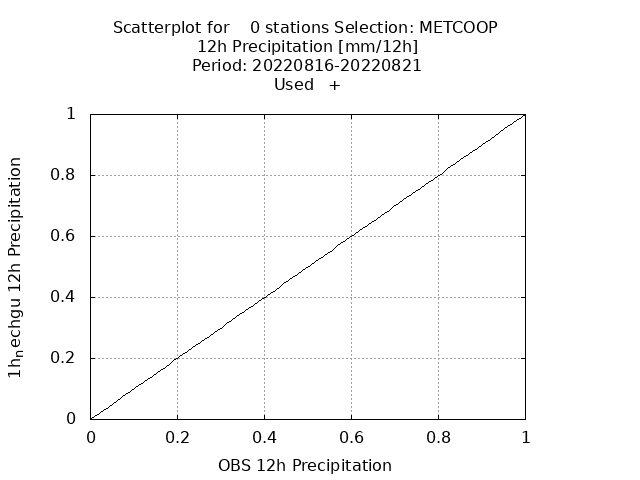 Scatterplot for    0 stations Selection: METCOOP
12h Precipitation [mm/12h]
Period: 20220816-20220821
Used   +
1
0.8
0.6
0.4
0.2
0
0 0.2 0.4 0.6 0.8 1
1hnechgu 12h Precipitation
OBS 12h Precipitation